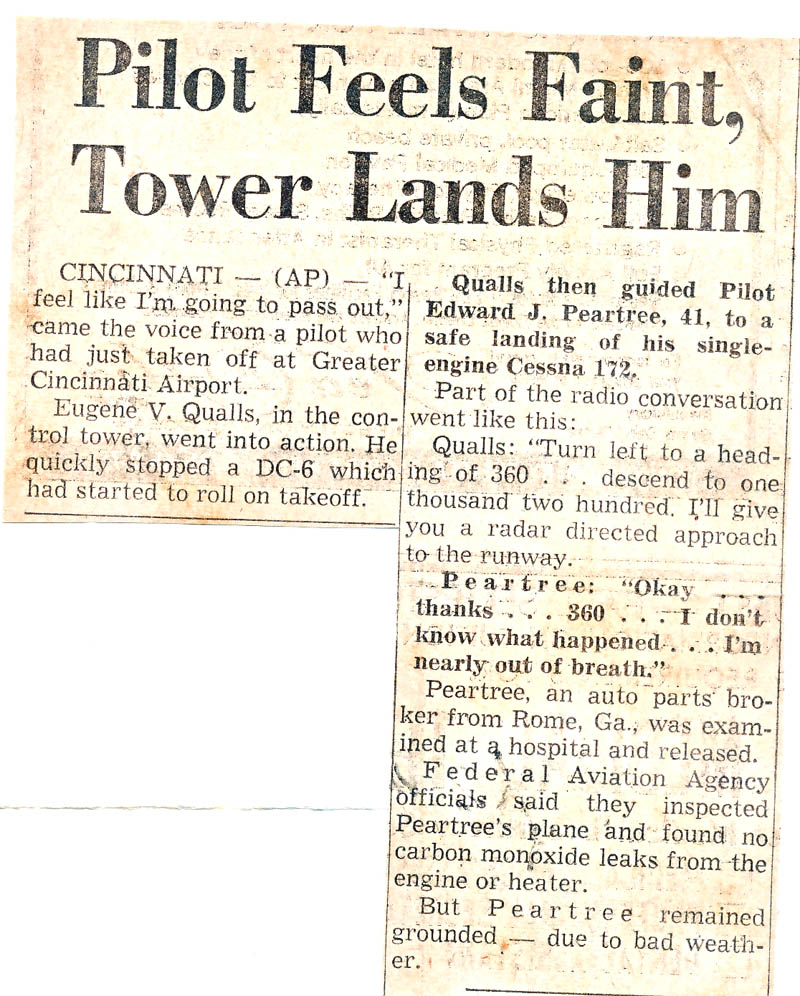 Pilot Feels Faint,
Tower Lands Him
CINCINNATI — (AP) — “I
feel like I’m going to pass out,”
came the voice from a pilot who
had just taken off at Greater
Cincinnati Airport.
Eugene V. Qualls, in the con-
trol tower, went into action. He
quickly stopped a DC-6 which
had started to roll on takeoff.
Qualls then guided Pilot
Edward J. Peartree, 41, to a
safe landing of his single-
engine Cessna 172.
Part of the radio conversation
went like this:
Qualls: “Turn left to a head-
ing of 360 . . . descend to one
thousand two hundred. I’ll give
you a radar directed approach
to the runway.
Peartree: “Okay . . .
thanks . . . 360 . . . I don’t
know what happened . . . I’m
nearly out of breath.”
Peartree, an auto parts bro-
ker from Rome, Ga., was exam-
ined at a hospital and released.
Federal Aviation Agency
officials said they inspected
Peartree’s plane and found no
carbon monoxide leaks from the
engine or heater.
But Peartree remained
grounded — due to bad weath-
er.